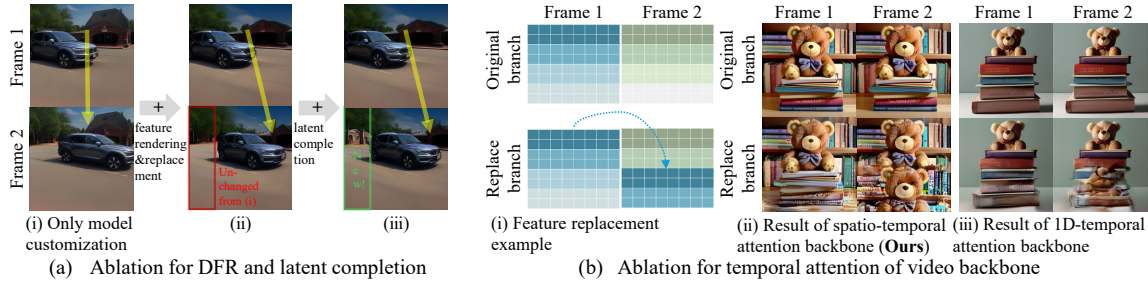 Frame 1
Frame 2
+
feature
rendering
&replace
ment
+
latent
comple
tion
Un-
changed
from (i)
New!
(i) Only model
customization
(ii)
(iii)
(a) Ablation for DFR and latent completion
Frame 1
Frame 2
Original
branch
Replace
branch
(i) Feature replacement
example
Frame 1
Frame 2
Original
branch
Replace
branch
(ii) Result of spatio-temporal
attention backbone (Ours)
Frame 1
Frame 2
(iii) Result of 1D-temporal
attention backbone
(b) Ablation for temporal attention of video backbone